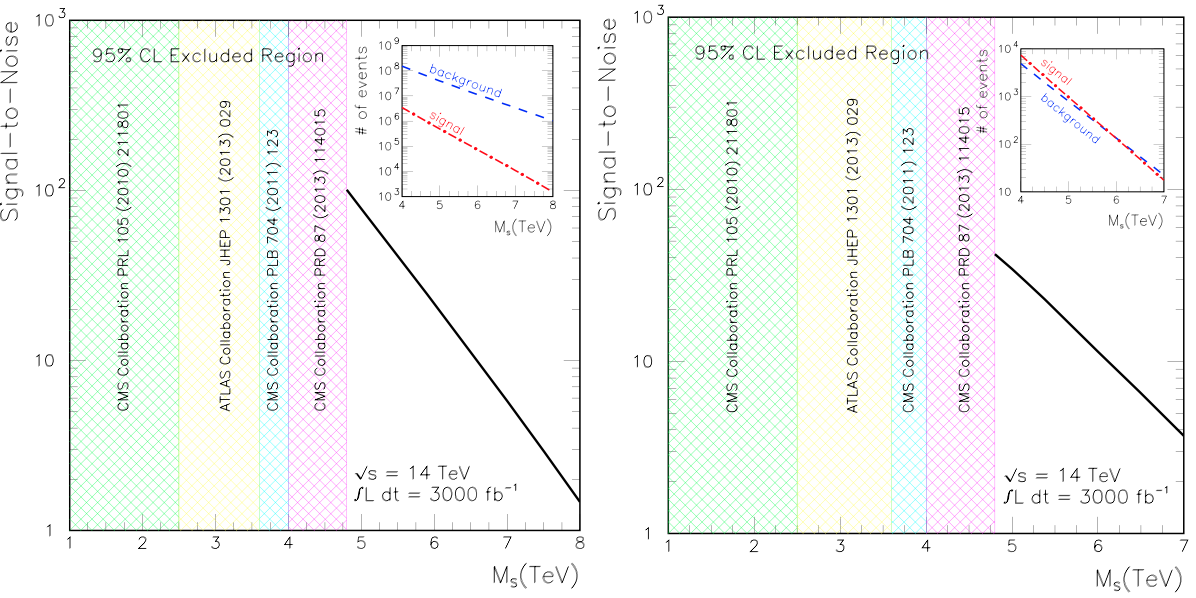 Signal-to-Noise
10³
10²
10
1
95% CL Excluded Region
CMS Collaboration PRL 105 (2010) 211801
ATLAS Collaboration JHEP 1301 (2013) 029
CMS Collaboration PLB 704 (2011) 123
CMS Collaboration PRD 87 (2013) 114015
# of events
10⁹
10⁸
10⁷
10⁶
10⁵
10⁴
10³
background
signal
4 5 6 7 8
Mₛ(TeV)
√s = 14 TeV
∫L dt = 3000 fb⁻¹
1 2 3 4 5 6 7 8
Mₛ(TeV)
Signal-to-Noise
10³
10²
10
1
95% CL Excluded Region
CMS Collaboration PRL 105 (2010) 211801
ATLAS Collaboration JHEP 1301 (2013) 029
CMS Collaboration PLB 704 (2011) 123
CMS Collaboration PRD 87 (2013) 114015
# of events
10⁴
10³
10²
10
signal
background
4 5 6 7
Mₛ(TeV)
√s = 14 TeV
∫L dt = 3000 fb⁻¹
1 2 3 4 5 6 7
Mₛ(TeV)